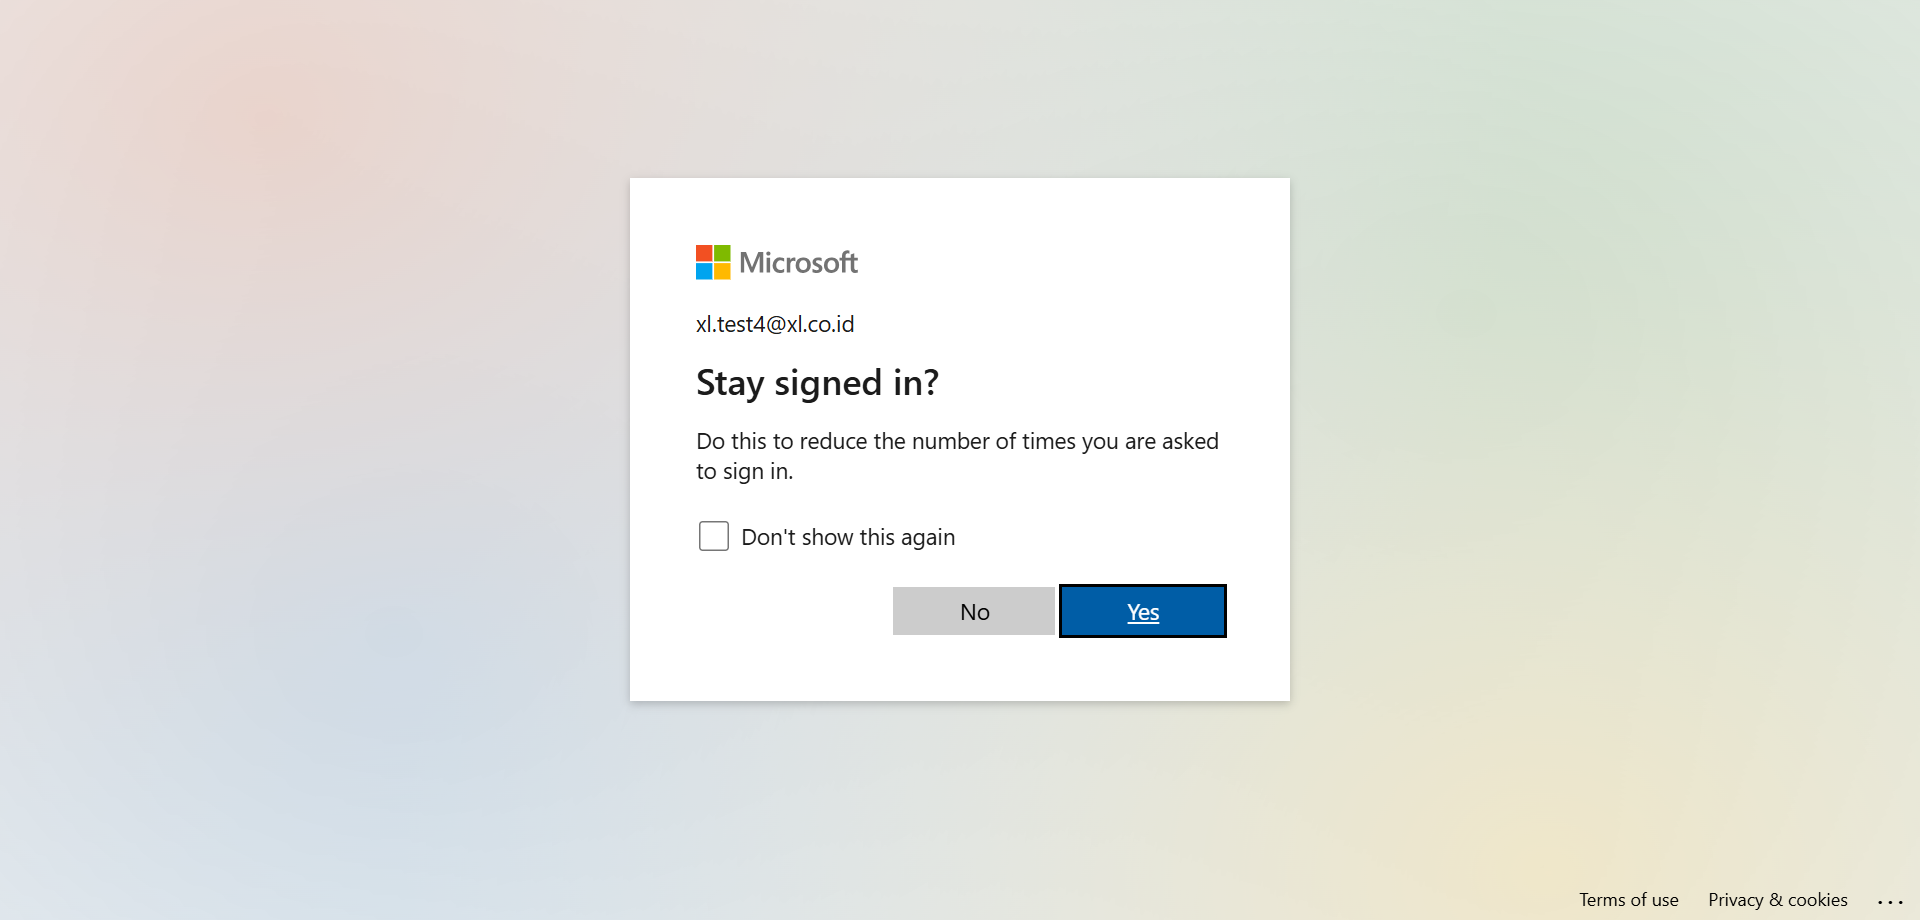 Microsoft
xl.test4@xl.co.id
Stay signed in?
Do this to reduce the number of times you are asked
to sign in.
Don't show this again
No
Yes
Terms of use
Privacy & cookies
...